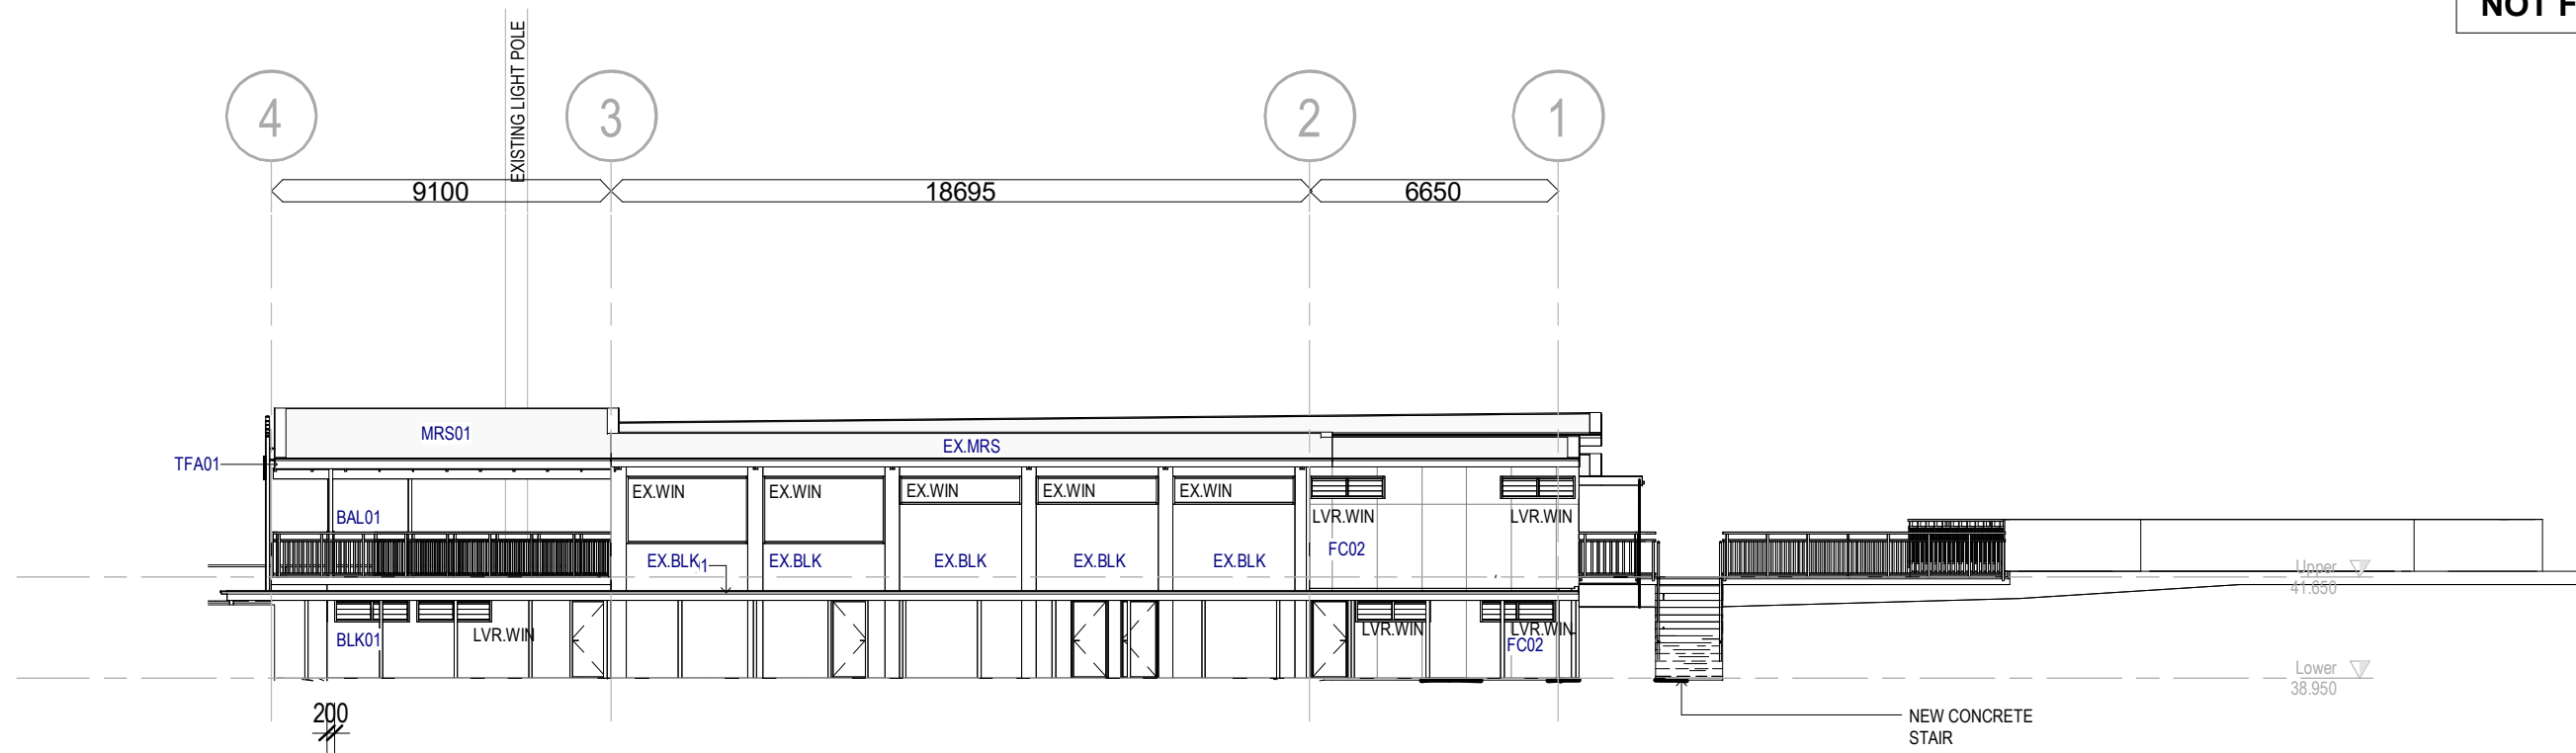 NOT F
EXISTING LIGHT POLE
4
3
2
1
9100
18695
6650
MRS01
EX.MRS
TFA01
EX.WIN
EX.WIN
EX.WIN
EX.WIN
EX.WIN
LVR.WIN
LVR.WIN
BAL01
FC02
EX.BLK
EX.BLK
EX.BLK
EX.BLK
EX.BLK
Upper
41.650
BLK01
LVR.WIN
LVR.WIN
LVR.WIN
FC02
Lower
38.950
200
NEW CONCRETE
STAIR